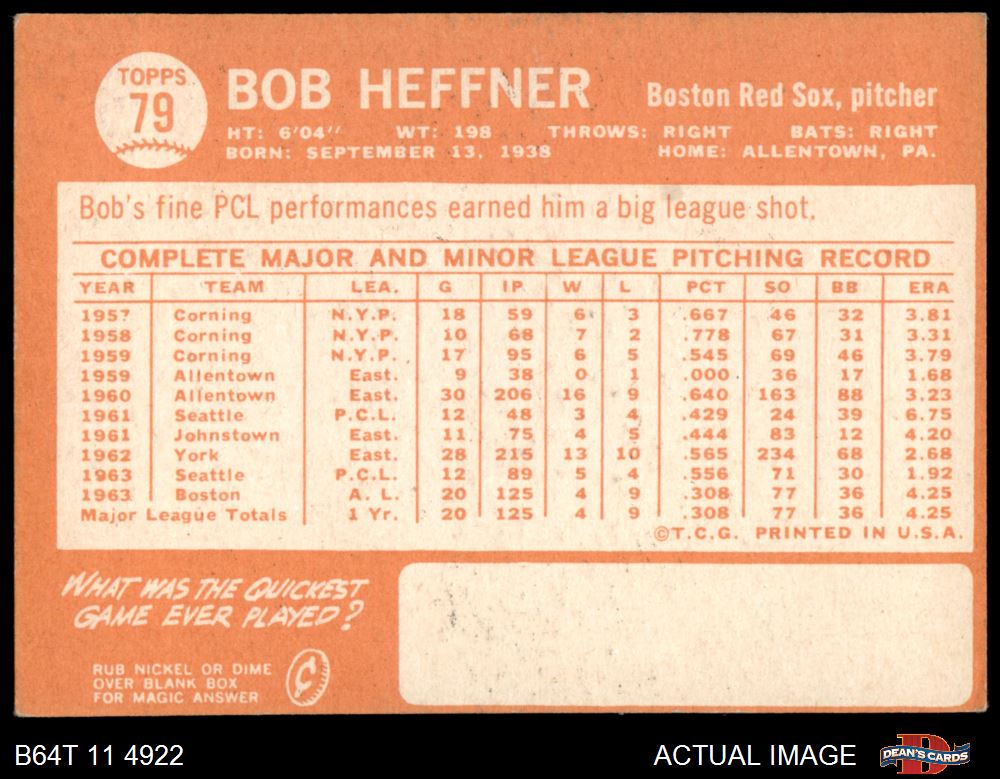 TOPPS
79
BOB HEFFNER Boston Red Sox, pitcher
HT: 6'04" WT: 198 THROWS: RIGHT BATS: RIGHT
BORN: SEPTEMBER 13, 1938 HOME: ALLENTOWN, PA.
Bob's fine PCL performances earned him a big league shot.
COMPLETE MAJOR AND MINOR LEAGUE PITCHING RECORD
YEAR TEAM LEA. G IP W L PCT SO BB ERA
1957 Corning N.Y.P. 18 59 6 3 .667 46 32 3.81
1958 Corning N.Y.P. 10 68 7 2 .778 67 31 3.31
1959 Corning N.Y.P. 17 95 6 5 .545 69 46 3.79
1959 Allentown East. 9 38 0 1 .000 36 17 1.68
1960 Allentown East. 30 206 16 9 .640 163 88 3.23
1961 Seattle P.C.L. 12 48 3 4 .429 24 39 6.75
1961 Johnstown East. 11 75 4 5 .444 83 12 4.20
1962 York East. 28 215 13 10 .565 234 68 2.68
1963 Seattle P.C.L. 12 89 5 4 .556 71 30 1.92
1963 Boston A. L. 20 125 4 9 .308 77 36 4.25
Major League Totals 1 Yr. 20 125 4 9 .308 77 36 4.25
©T.C.G. PRINTED IN U.S.A.
WHAT WAS THE QUICKEST
GAME EVER PLAYED?
RUB NICKEL OR DIME
OVER BLANK BOX
FOR MAGIC ANSWER
¢
B64T 11 4922 ACTUAL IMAGE DEAN'S CARDS